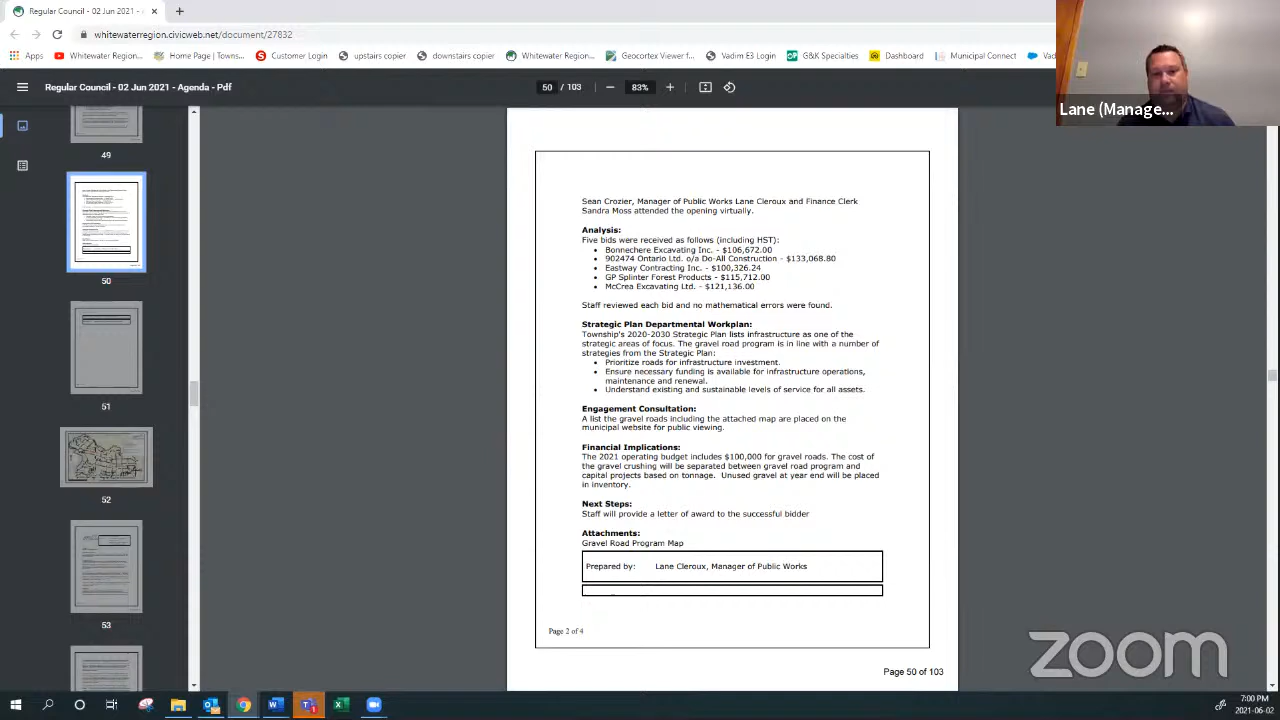 Regular Council - 02 Jun 2021 -
whitewaterregion.civicweb.net/document/27832
Apps
Whitewater Region...
Home Page | Towns...
Customer Login
upstairs copier
downstairs copier
Whitewater Region...
Geocortex Viewer f...
Vadim E3 Login
G&K Specialties
Dashboard
Municipal Connect
Vac
Regular Council - 02 Jun 2021 - Agenda - Pdf
50 / 103
83%
Lane (Manage...
49
50
51
52
53
Sean Crozier, Manager of Public Works Lane Cleroux and Finance Clerk
Sandra Moss attended the opening virtually.
Analysis:
Five bids were received as follows (including HST):
• Bonnechere Excavating Inc. - $106,672.00
• 902474 Ontario Ltd. o/a Do-All Construction - $133,068.80
• Eastway Contracting Inc. - $100,326.24
• GP Splinter Forest Products - $115,712.00
• McCrea Excavating Ltd. - $121,136.00
Staff reviewed each bid and no mathematical errors were found.
Strategic Plan Departmental Workplan:
Township's 2020-2030 Strategic Plan lists infrastructure as one of the
strategic areas of focus. The gravel road program is in line with a number of
strategies from the Strategic Plan:
• Prioritize roads for infrastructure investment.
• Ensure necessary funding is available for infrastructure operations,
maintenance and renewal.
• Understand existing and sustainable levels of service for all assets.
Engagement Consultation:
A list the gravel roads including the attached map are placed on the
municipal website for public viewing.
Financial Implications:
The 2021 operating budget includes $100,000 for gravel roads. The cost of
the gravel crushing will be separated between gravel road program and
capital projects based on tonnage. Unused gravel at year end will be placed
in inventory.
Next Steps:
Staff will provide a letter of award to the successful bidder
Attachments:
Gravel Road Program Map
Prepared by: Lane Cleroux, Manager of Public Works
Page 2 of 4
Page 50 of 103
zoom
7:00 PM
2021-06-02